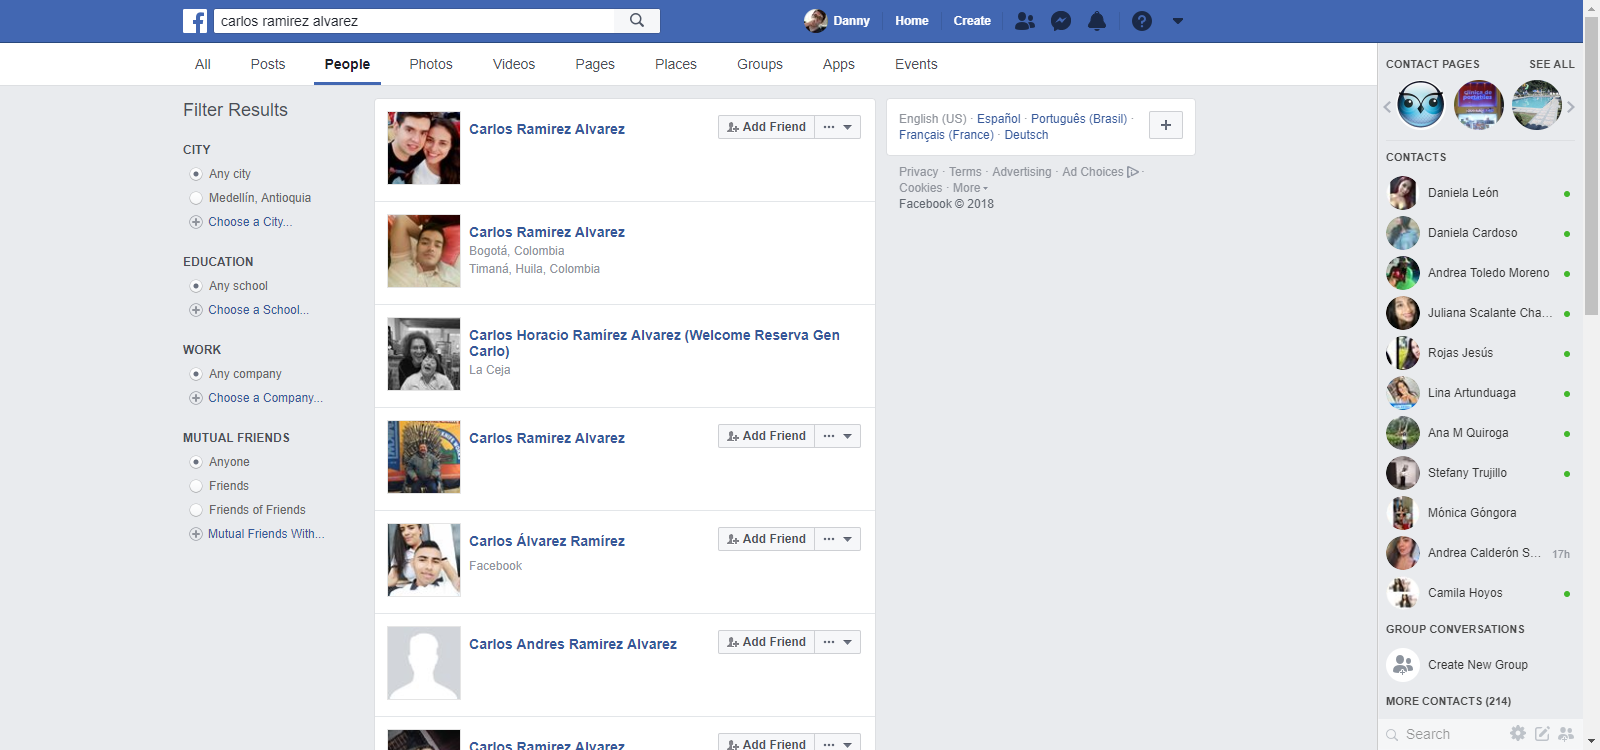 f
carlos ramirez alvarez
Danny
Home
Create
All
Posts
People
Photos
Videos
Pages
Places
Groups
Apps
Events
Filter Results
CITY
Any city
Medellín, Antioquia
Choose a City...
EDUCATION
Any school
Choose a School...
WORK
Any company
Choose a Company...
MUTUAL FRIENDS
Anyone
Friends
Friends of Friends
Mutual Friends With...
Carlos Ramirez Alvarez
Add Friend
Carlos Ramirez Alvarez
Bogotá, Colombia
Timaná, Huila, Colombia
Carlos Horacio Ramírez Alvarez (Welcome Reserva Gen
Carlo)
La Ceja
Carlos Ramirez Alvarez
Add Friend
Carlos Álvarez Ramírez
Add Friend
Facebook
Carlos Andres Ramirez Alvarez
Add Friend
Carlos Ramirez Alvarez
Add Friend
English (US) · Español · Português (Brasil) ·
Français (France) · Deutsch
Privacy · Terms · Advertising · Ad Choices ·
Cookies · More
Facebook © 2018
CONTACT PAGES
SEE ALL
CONTACTS
Daniela León
Daniela Cardoso
Andrea Toledo Moreno
Juliana Scalante Cha...
Rojas Jesús
Lina Artunduaga
Ana M Quiroga
Stefany Trujillo
Mónica Góngora
Andrea Calderón S...
17h
Camila Hoyos
GROUP CONVERSATIONS
Create New Group
MORE CONTACTS (214)
Search